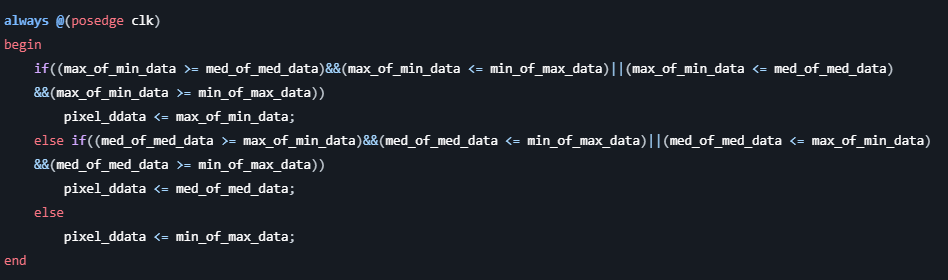 always @(posedge clk)
begin
    if((max_of_min_data >= med_of_med_data)&&(max_of_min_data <= min_of_max_data)||(max_of_min_data <= med_of_med_data)
    &&(max_of_min_data >= min_of_max_data))
        pixel_ddata <= max_of_min_data;
    else if((med_of_med_data >= max_of_min_data)&&(med_of_med_data <= min_of_max_data)||(med_of_med_data <= max_of_min_data)
    &&(med_of_med_data >= min_of_max_data))
        pixel_ddata <= med_of_med_data;
    else
        pixel_ddata <= min_of_max_data;
end